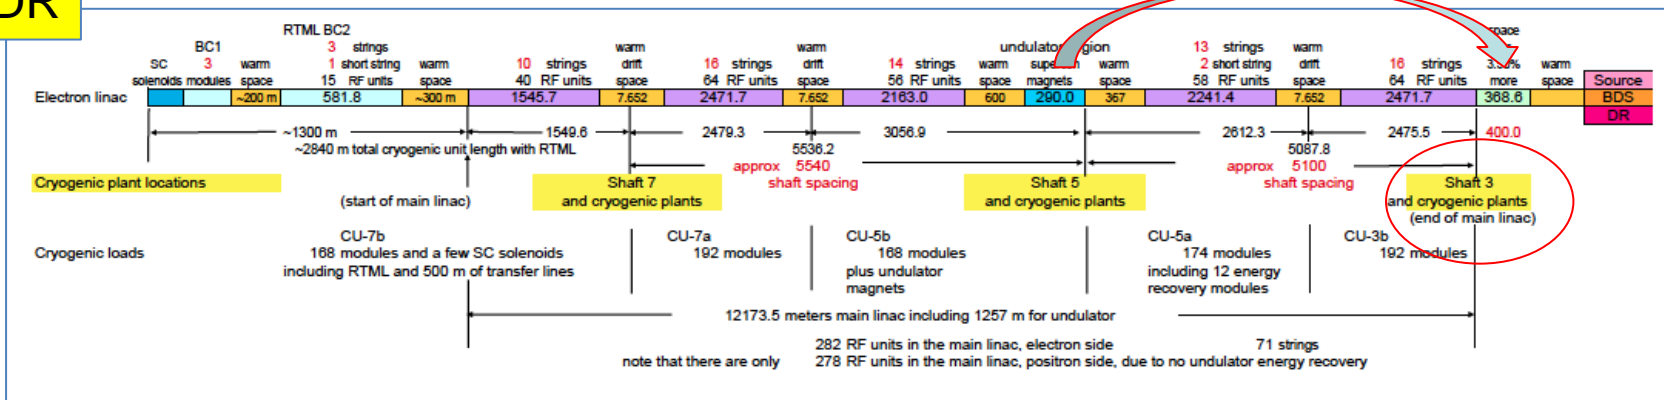 DR
RTML BC2
BC1 3 strings warm warm undulator region 13 strings warm space
SC 3 warm 1 short string warm 10 strings drift 16 strings drift 14 strings warm super magnets warm 2 short string drift 16 strings more warm
solenoids modules space 15 RF units space 40 RF units space 64 RF units space 56 RF units space magnets space 58 RF units space 64 RF units more space Source
Electron linac ~200 m 581.8 ~300 m 1545.7 7.652 2471.7 7.652 2163.0 600 290.0 367 2241.4 7.652 2471.7 368.6 BDS
DR
~1300 m 1549.6 2479.3 3056.9 2612.3 2475.5 400.0
~2840 m total cryogenic unit length with RTML 5536.2 5087.8
approx 5540 approx 5100
Cryogenic plant locations Shaft 7 shaft spacing Shaft 5 shaft spacing Shaft 3
(start of main linac) and cryogenic plants and cryogenic plants and cryogenic plants
(end of main linac)
CU-7b CU-7a CU-5b CU-5a CU-3b
Cryogenic loads 168 modules and a few SC solenoids 192 modules 168 modules 174 modules 192 modules
including RTML and 500 m of transfer lines plus undulator including 12 energy
magnets recovery modules
12173.5 meters main linac including 1257 m for undulator
282 RF units in the main linac, electron side 71 strings
note that there are only 278 RF units in the main linac, positron side, due to no undulator energy recovery